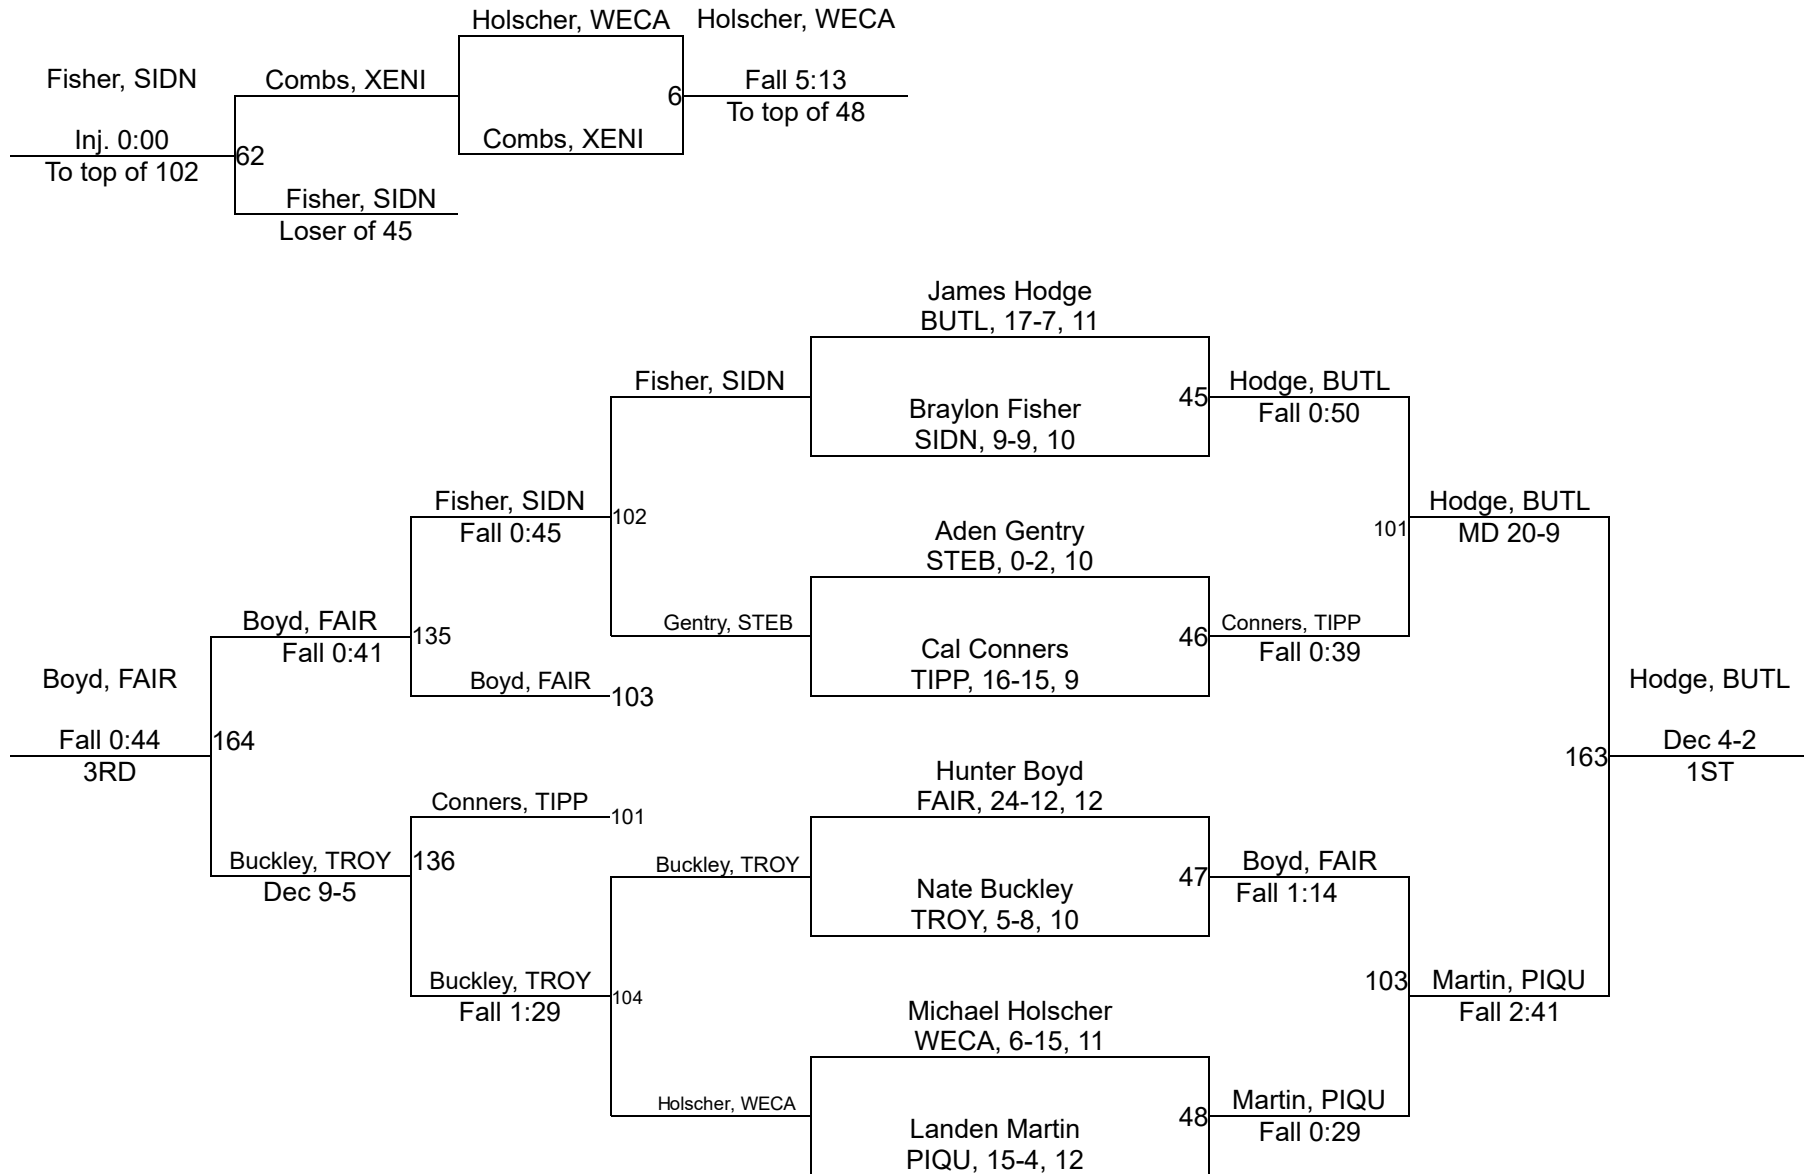 Holscher, WECA
Holscher, WECA
Fisher, SIDN
Combs, XENI
Fall 5:13
6
To top of 48
Inj. 0:00
Combs, XENI
62
To top of 102
Fisher, SIDN
Loser of 45
James Hodge
BUTL, 17-7, 11
Fisher, SIDN
Hodge, BUTL
45
Braylon Fisher
Fall 0:50
SIDN, 9-9, 10
Fisher, SIDN
Hodge, BUTL
102
101
Fall 0:45
Aden Gentry
MD 20-9
STEB, 0-2, 10
Boyd, FAIR
Gentry, STEB
Conners, TIPP
135
46
Fall 0:41
Cal Conners
Fall 0:39
TIPP, 16-15, 9
Boyd, FAIR
Boyd, FAIR
103
Hodge, BUTL
Fall 0:44
164
Dec 4-2
163
3RD
Hunter Boyd
1ST
Conners, TIPP
FAIR, 24-12, 12
101
Buckley, TROY
136
Buckley, TROY
Boyd, FAIR
47
Dec 9-5
Nate Buckley
Fall 1:14
TROY, 5-8, 10
Buckley, TROY
103
Martin, PIQU
104
Fall 1:29
Michael Holscher
Fall 2:41
WECA, 6-15, 11
Holscher, WECA
Martin, PIQU
48
Landen Martin
Fall 0:29
PIQU, 15-4, 12